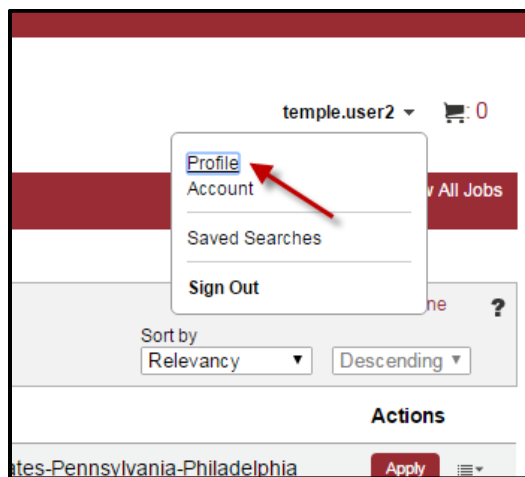 temple.user2 : 0
Profile
Account
All Jobs
Saved Searches
Sign Out
?
Sort by
Relevancy Descending
Actions
ates-Pennsylvania-Philadelphia Apply